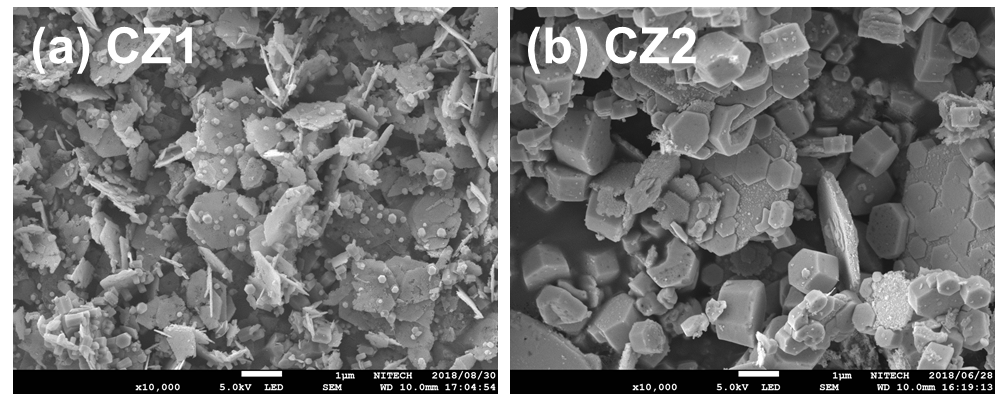 (a) CZ1
1μm NITECH 2018/08/30
x10,000 5.0kV LED SEM WD 10.0mm 17:04:54
(b) CZ2
1μm NITECH 2018/06/28
x10,000 5.0kV LED SEM WD 10.0mm 16:19:13